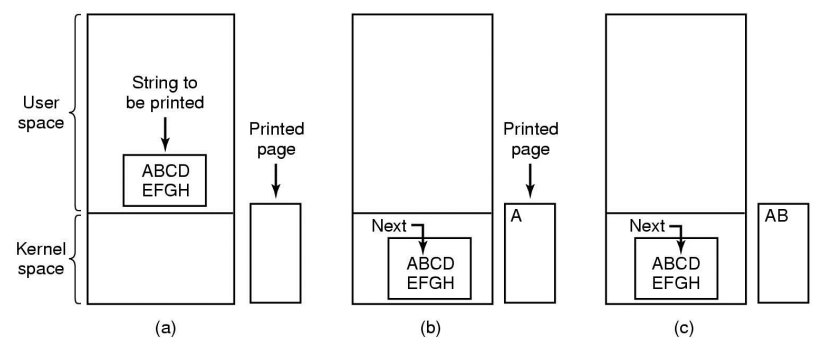 User
space
String to
be printed
ABCD
EFGH
Printed
page
Kernel
space
(a)
Printed
page
A
Next
ABCD
EFGH
(b)
AB
Next
ABCD
EFGH
(c)